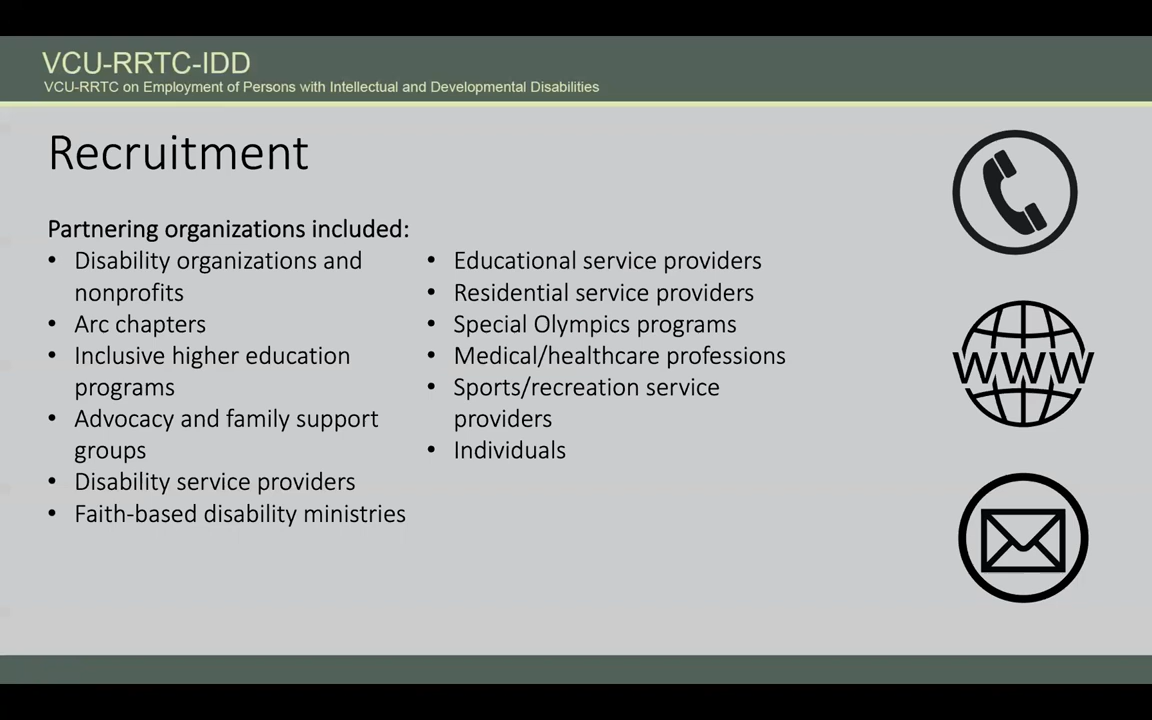 VCU-RRTC-IDD
VCU-RRTC on Employment of Persons with Intellectual and Developmental Disabilities
Recruitment
Partnering organizations included:
• Disability organizations and
nonprofits
• Arc chapters
• Inclusive higher education
programs
• Advocacy and family support
groups
• Disability service providers
• Faith-based disability ministries
• Educational service providers
• Residential service providers
• Special Olympics programs
• Medical/healthcare professions
• Sports/recreation service
providers
• Individuals
WWW